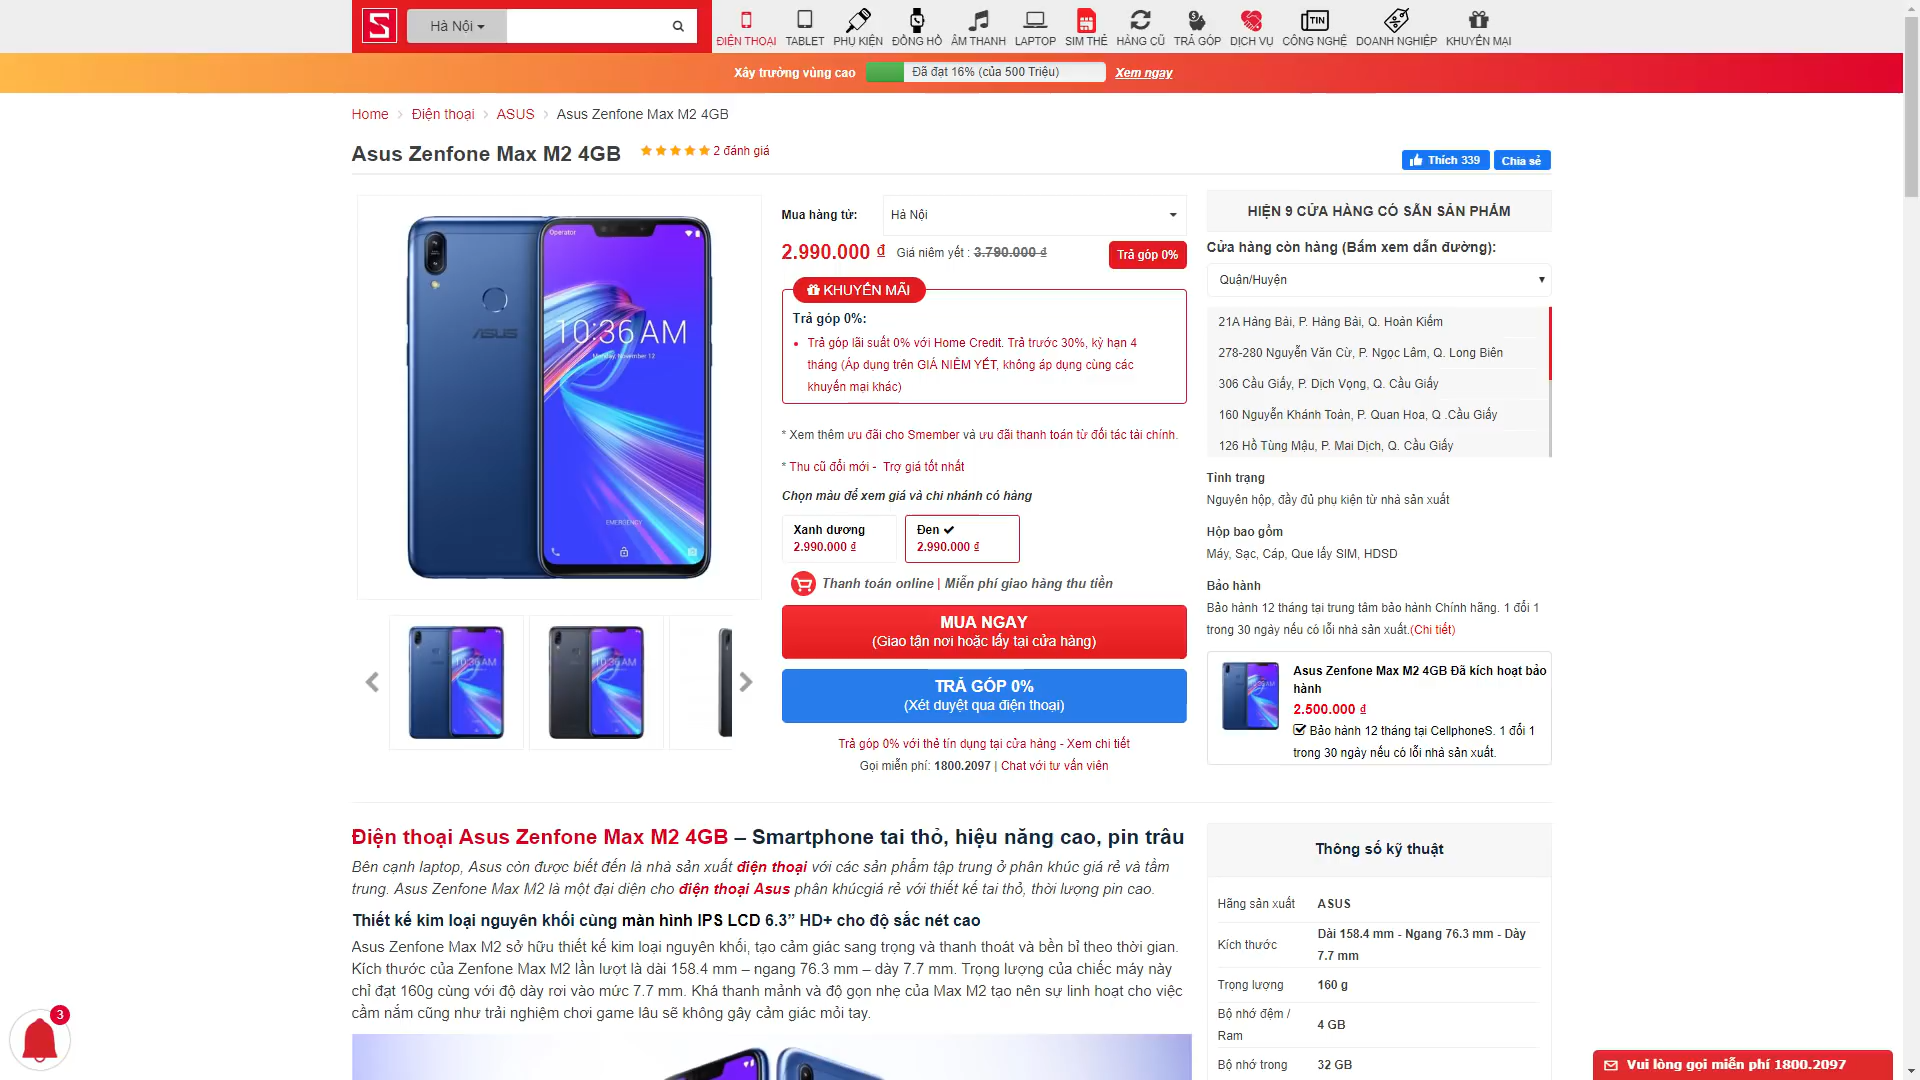 Hà Nội
ĐIỆN THOẠI
TABLET
PHỤ KIỆN
ĐỒNG HỒ
ÂM THANH
LAPTOP
SIM THẺ
HÀNG CŨ
TRẢ GÓP
DỊCH VỤ
CÔNG NGHỆ
DOANH NGHIỆP
KHUYẾN MẠI
Xây trường vùng cao
Đã đạt 16% (của 500 Triệu)
Xem ngay
Home > Điện thoại > ASUS > Asus Zenfone Max M2 4GB
Asus Zenfone Max M2 4GB
2 đánh giá
Thích 339
Chia sẻ
Operator
ASUS
10:36 AM
Monday, November 12
EMERGENCY
Mua hàng từ:
Hà Nội
2.990.000 ₫
Giá niêm yết : 3.790.000 ₫
Trả góp 0%
KHUYẾN MÃI
Trả góp 0%:
Trả góp lãi suất 0% với Home Credit. Trả trước 30%, kỳ hạn 4
tháng (Áp dụng trên GIÁ NIÊM YẾT, không áp dụng cùng các
khuyến mại khác)
* Xem thêm ưu đãi cho Smember và ưu đãi thanh toán từ đối tác tài chính.
* Thu cũ đổi mới - Trợ giá tốt nhất
Chọn màu để xem giá và chi nhánh có hàng
Xanh dương
2.990.000 ₫
Đen
2.990.000 ₫
Thanh toán online | Miễn phí giao hàng thu tiền
MUA NGAY
(Giao tận nơi hoặc lấy tại cửa hàng)
TRẢ GÓP 0%
(Xét duyệt qua điện thoại)
Trả góp 0% với thẻ tín dụng tại cửa hàng - Xem chi tiết
Gọi miễn phí: 1800.2097 | Chat với tư vấn viên
HIỆN 9 CỬA HÀNG CÓ SẴN SẢN PHẨM
Cửa hàng còn hàng (Bấm xem dẫn đường):
Quận/Huyện
21A Hàng Bài, P. Hàng Bài, Q. Hoàn Kiếm
278-280 Nguyễn Văn Cừ, P. Ngọc Lâm, Q. Long Biên
306 Cầu Giấy, P. Dịch Vọng, Q. Cầu Giấy
160 Nguyễn Khánh Toàn, P. Quan Hoa, Q .Cầu Giấy
126 Hồ Tùng Mậu, P. Mai Dịch, Q. Cầu Giấy
Tình trạng
Nguyên hộp, đầy đủ phụ kiện từ nhà sản xuất
Hộp bao gồm
Máy, Sạc, Cáp, Que lấy SIM, HDSD
Bảo hành
Bảo hành 12 tháng tại trung tâm bảo hành Chính hãng. 1 đổi 1
trong 30 ngày nếu có lỗi nhà sản xuất.(Chi tiết)
Asus Zenfone Max M2 4GB Đã kích hoạt bảo
hành
2.500.000 ₫
Bảo hành 12 tháng tại CellphoneS. 1 đổi 1
trong 30 ngày nếu có lỗi nhà sản xuất.
Điện thoại Asus Zenfone Max M2 4GB – Smartphone tai thỏ, hiệu năng cao, pin trâu
Bên cạnh laptop, Asus còn được biết đến là nhà sản xuất điện thoại với các sản phẩm tập trung ở phân khúc giá rẻ và tầm
trung. Asus Zenfone Max M2 là một đại diện cho điện thoại Asus phân khúcgiá rẻ với thiết kế tai thỏ, thời lượng pin cao.
Thiết kế kim loại nguyên khối cùng màn hình IPS LCD 6.3” HD+ cho độ sắc nét cao
Asus Zenfone Max M2 sở hữu thiết kế kim loại nguyên khối, tạo cảm giác sang trọng và thanh thoát và bền bỉ theo thời gian.
Kích thước của Zenfone Max M2 lần lượt là dài 158.4 mm – ngang 76.3 mm – dày 7.7 mm. Trọng lượng của chiếc máy này
chỉ đạt 160g cùng với độ dày rơi vào mức 7.7 mm. Khá thanh mảnh và độ gọn nhẹ của Max M2 tạo nên sự linh hoạt cho việc
cầm nắm cũng như trải nghiệm chơi game lâu sẽ không gây cảm giác mỏi tay.
Thông số kỹ thuật
Hãng sản xuất
ASUS
Kích thước
Dài 158.4 mm - Ngang 76.3 mm - Dày
7.7 mm
Trọng lượng
160 g
Bộ nhớ đệm /
Ram
4 GB
Bộ nhớ trong
32 GB
3
Vui lòng gọi miễn phí 1800.2097